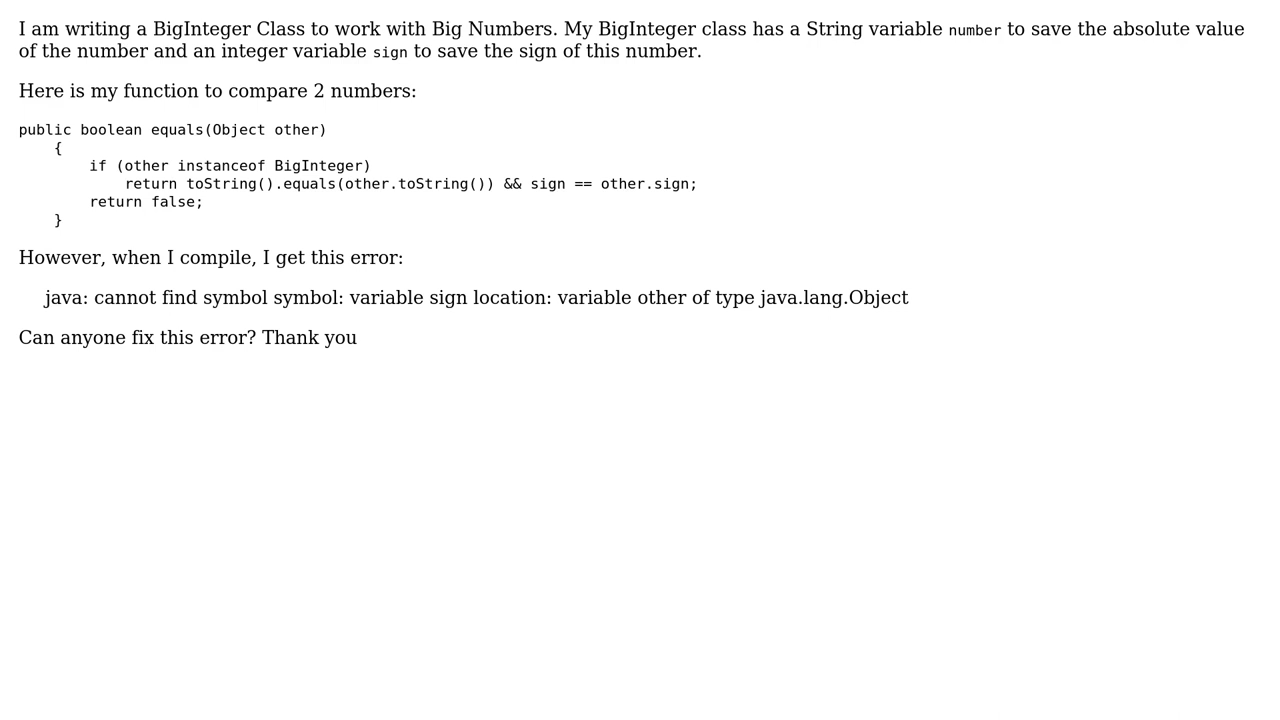 I am writing a BigInteger Class to work with Big Numbers. My BigInteger class has a String variable number to save the absolute value
of the number and an integer variable sign to save the sign of this number.
Here is my function to compare 2 numbers:
public boolean equals(Object other)
    {
        if (other instanceof BigInteger)
            return toString().equals(other.toString()) && sign == other.sign;
        return false;
    }
However, when I compile, I get this error:
java: cannot find symbol symbol: variable sign location: variable other of type java.lang.Object
Can anyone fix this error? Thank you